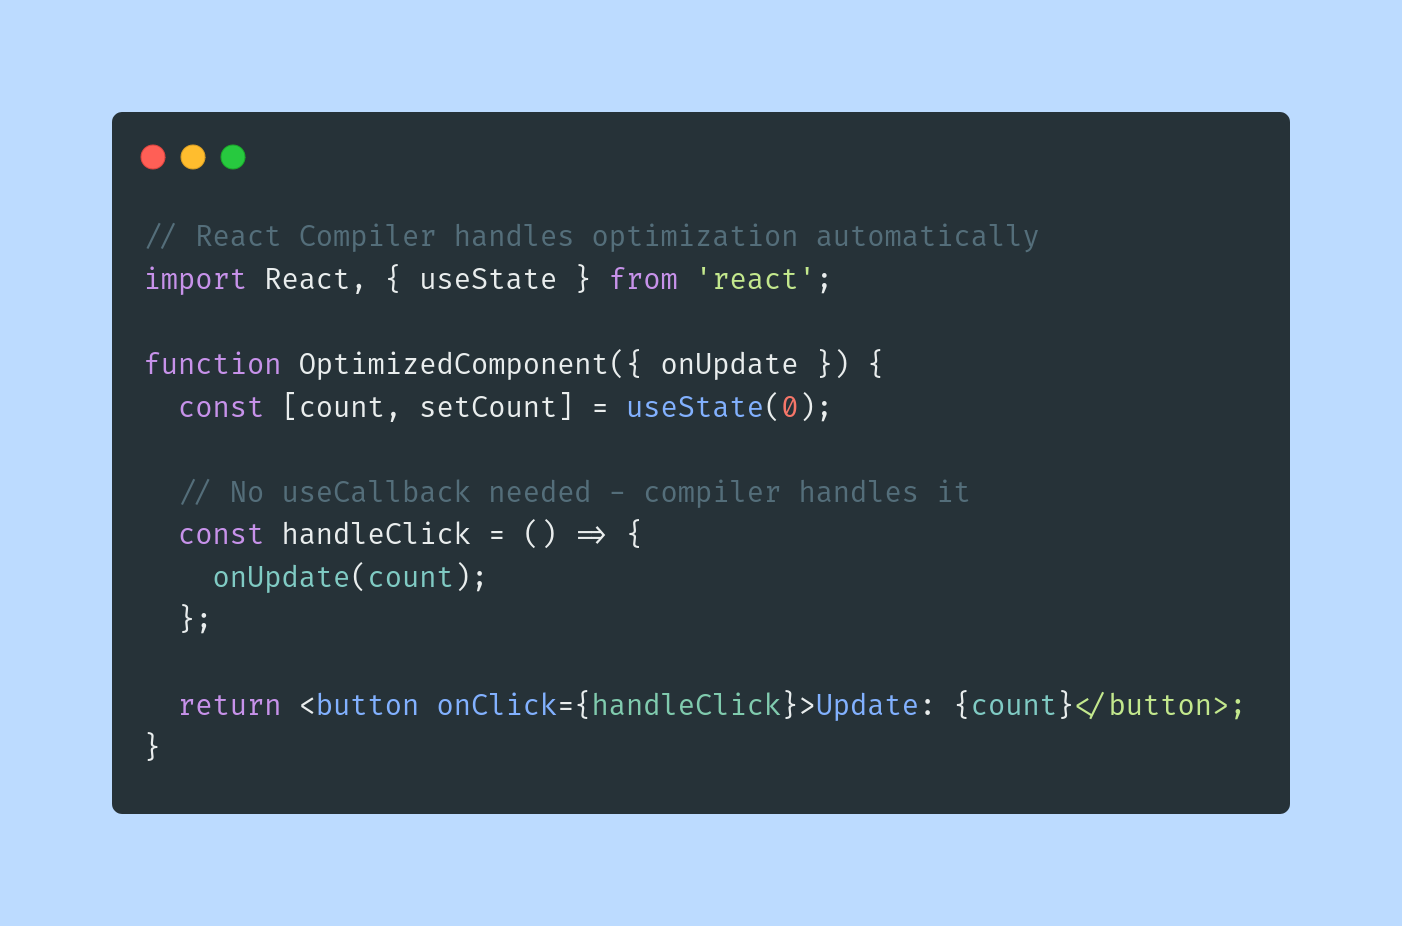 // React Compiler handles optimization automatically
import React, { useState } from 'react';
function OptimizedComponent({ onUpdate }) {
  const [count, setCount] = useState(0);
  // No useCallback needed - compiler handles it
  const handleClick = () => {
    onUpdate(count);
  };
  return <button onClick={handleClick}>Update: {count}</button>;
}